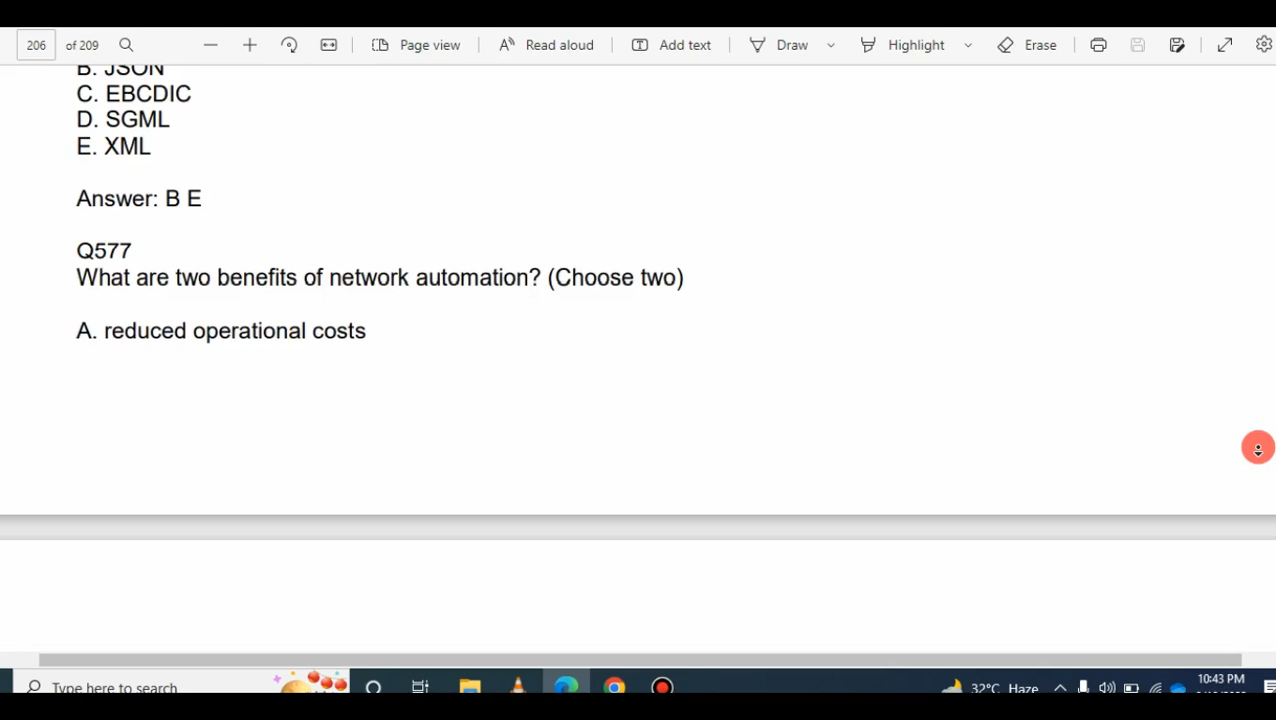 206 of 209 Page view Read aloud Add text Draw Highlight Erase
B. JSON
C. EBCDIC
D. SGML
E. XML
Answer: B E
Q577
What are two benefits of network automation? (Choose two)
A. reduced operational costs
Type here to search 32°C Haze 10:43 PM